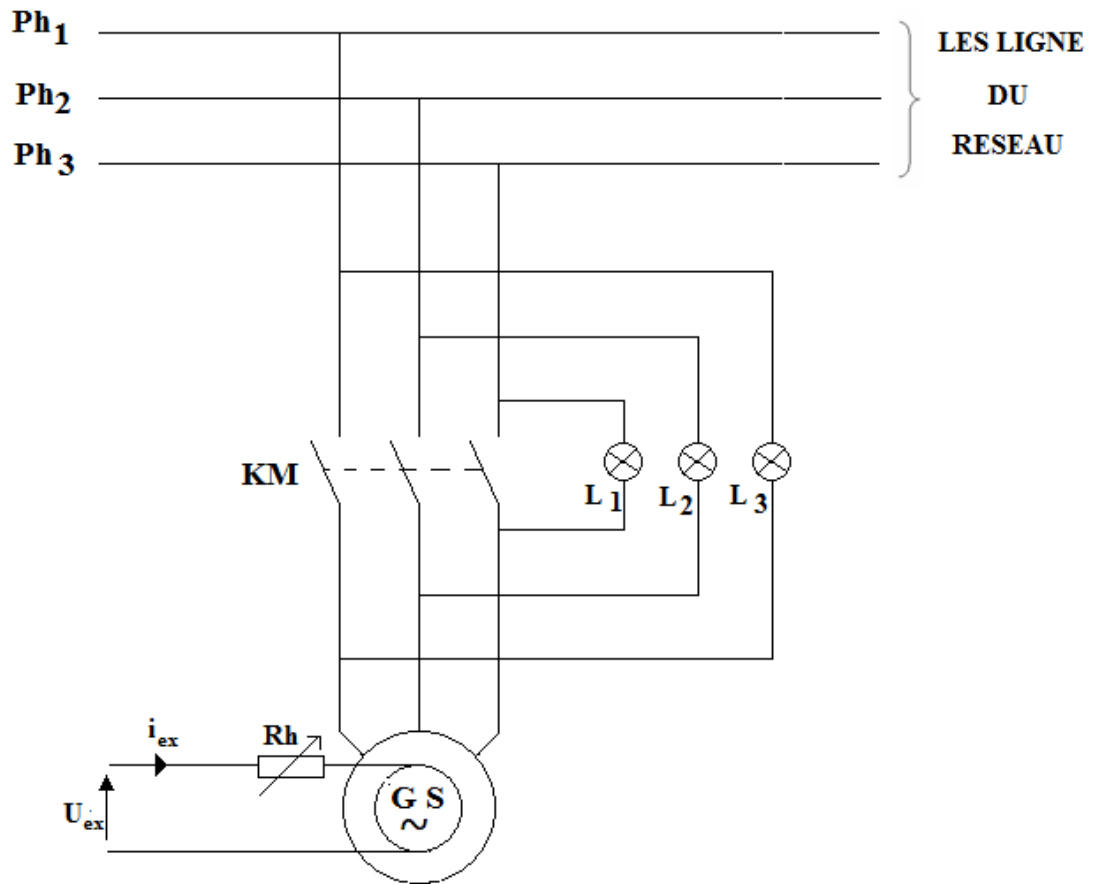 Ph1
Ph2
Ph3
LES LIGNE
DU
RESEAU
KM
L1
L2
L3
iex
Rh
Uex
G S
~